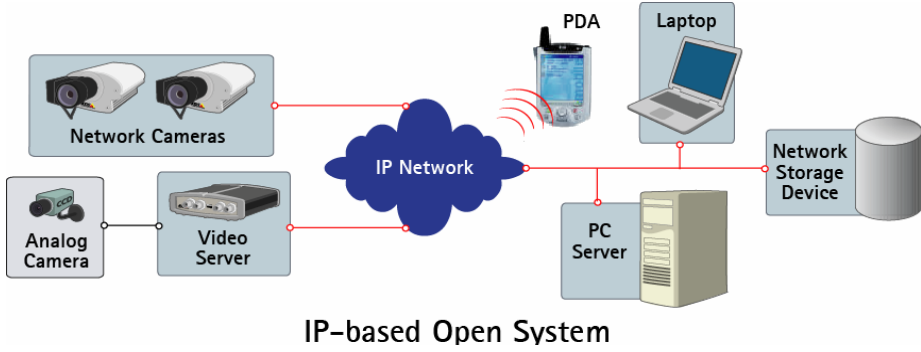 PDA
Laptop
Network Cameras
IP Network
Network
Storage
Device
CCD
Analog
Camera
Video
Server
PC
Server
IP-based Open System